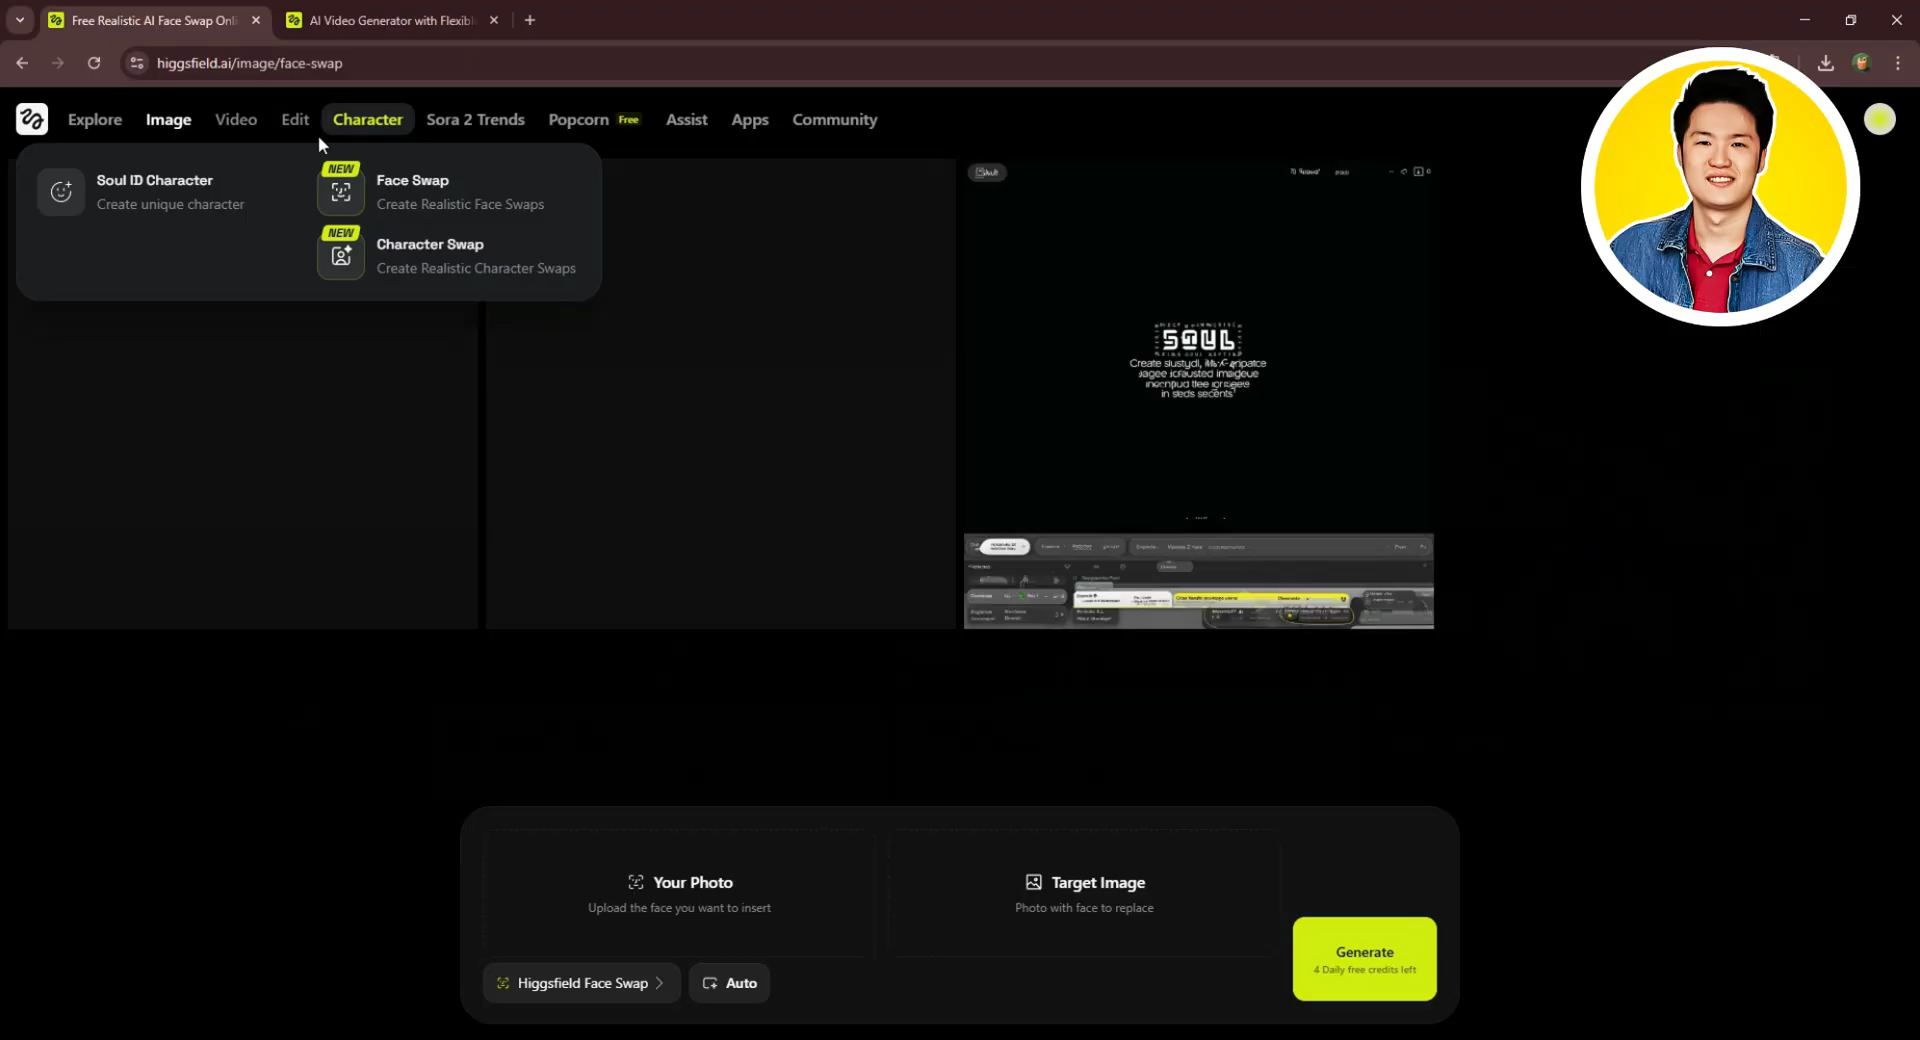 Free Realistic AI Face Swap Onli
AI Video Generator with Flexib
higgsfield.ai/image/face-swap
Explore Image Video Edit Character Sora 2 Trends Popcorn Free Assist Apps Community
Soul ID Character
Create unique character
NEW
Face Swap
Create Realistic Face Swaps
NEW
Character Swap
Create Realistic Character Swaps
SOUL
Your Photo
Upload the face you want to insert
Target Image
Photo with face to replace
Generate
4 Daily free credits left
Higgsfield Face Swap
Auto